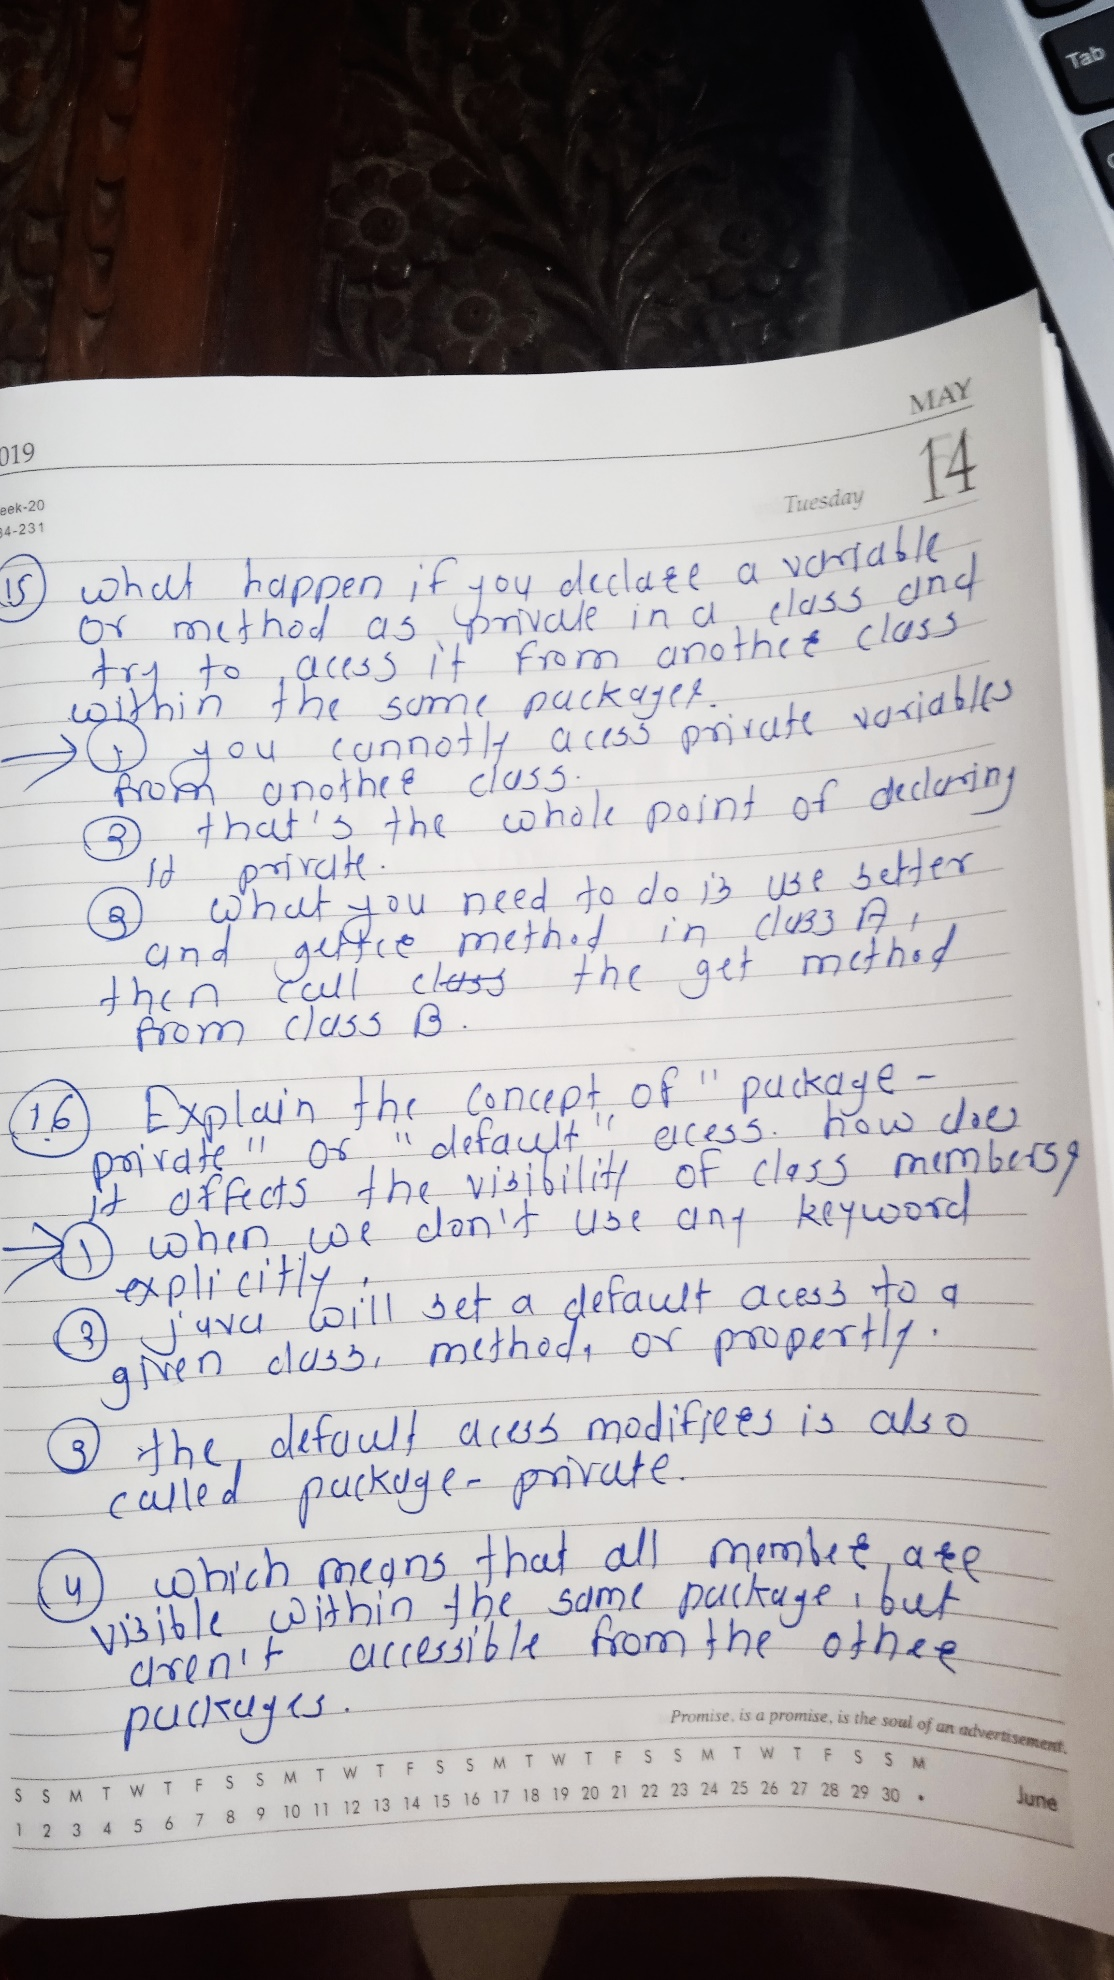 Tab
019
MAY
eek-20
34-231
Tuesday
14
15 what happen if you declare a variable
or method as private in a class and
try to acess it from another class
within the same packages.
→ 1 you cannotly acess private variables
from another class.
2 that's the whole point of declaring
it private.
3 what you need to do is use setter
and getter method in class A,
then call class the get method
from class B.
16 Explain the concept of "package-
private" or "default" acess. how does
it affects the visibility of class members?
→ 1 when we don't use any keyword
explicitly,
2 java will set a default acess to a
given class, method, or propertly.
3 the default acess modifiers is also
called package-private.
4 which means that all member are
visible within the same package, but
aren't accessible from the other
packages.
Promise, is a promise, is the soul of an advertisement.
S S M T W T F S S M T W T F S S M T W T F S S M T W T F S S M
1 2 3 4 5 6 7 8 9 10 11 12 13 14 15 16 17 18 19 20 21 22 23 24 25 26 27 28 29 30 • June